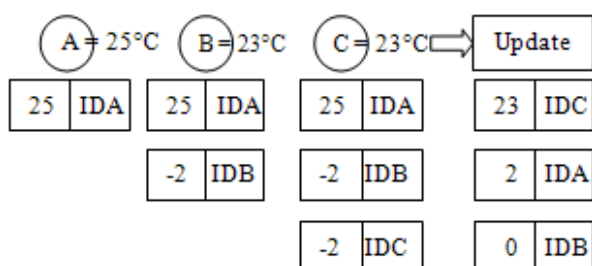 A = 25°C B = 23°C C = 23°C Update
25 IDA 25 IDA 25 IDA 23 IDC
-2 IDB -2 IDB 2 IDA
-2 IDC 0 IDB